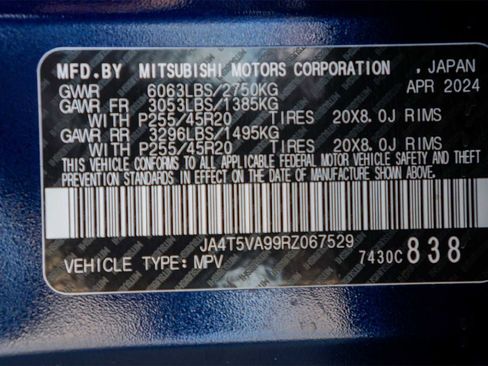 MFD.BY MITSUBISHI MOTORS CORPORATION , JAPAN
GVWR 6063LBS/2750KG APR 2024
GAWR FR 3053LBS/1385KG
WITH P255/45R20 TIRES 20X8.0J RIMS
GAWR RR 3296LBS/1495KG
WITH P255/45R20 TIRES 20X8.0J RIMS
THIS VEHICLE CONFORMS TO ALL APPLICABLE FEDERAL MOTOR VEHICLE SAFETY AND THEFT
PREVENTION STANDARDS IN EFFECT ON THE DATE OF MANUFACTURE SHOWN ABOVE.
JA4T5VA99RZ067529
VEHICLE TYPE: MPV 7430C 838